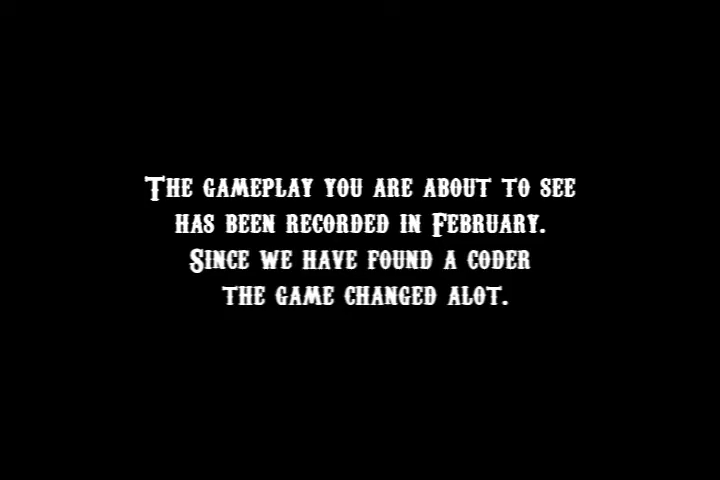 The gameplay you are about to see
has been recorded in February.
Since we have found a coder
the game changed alot.